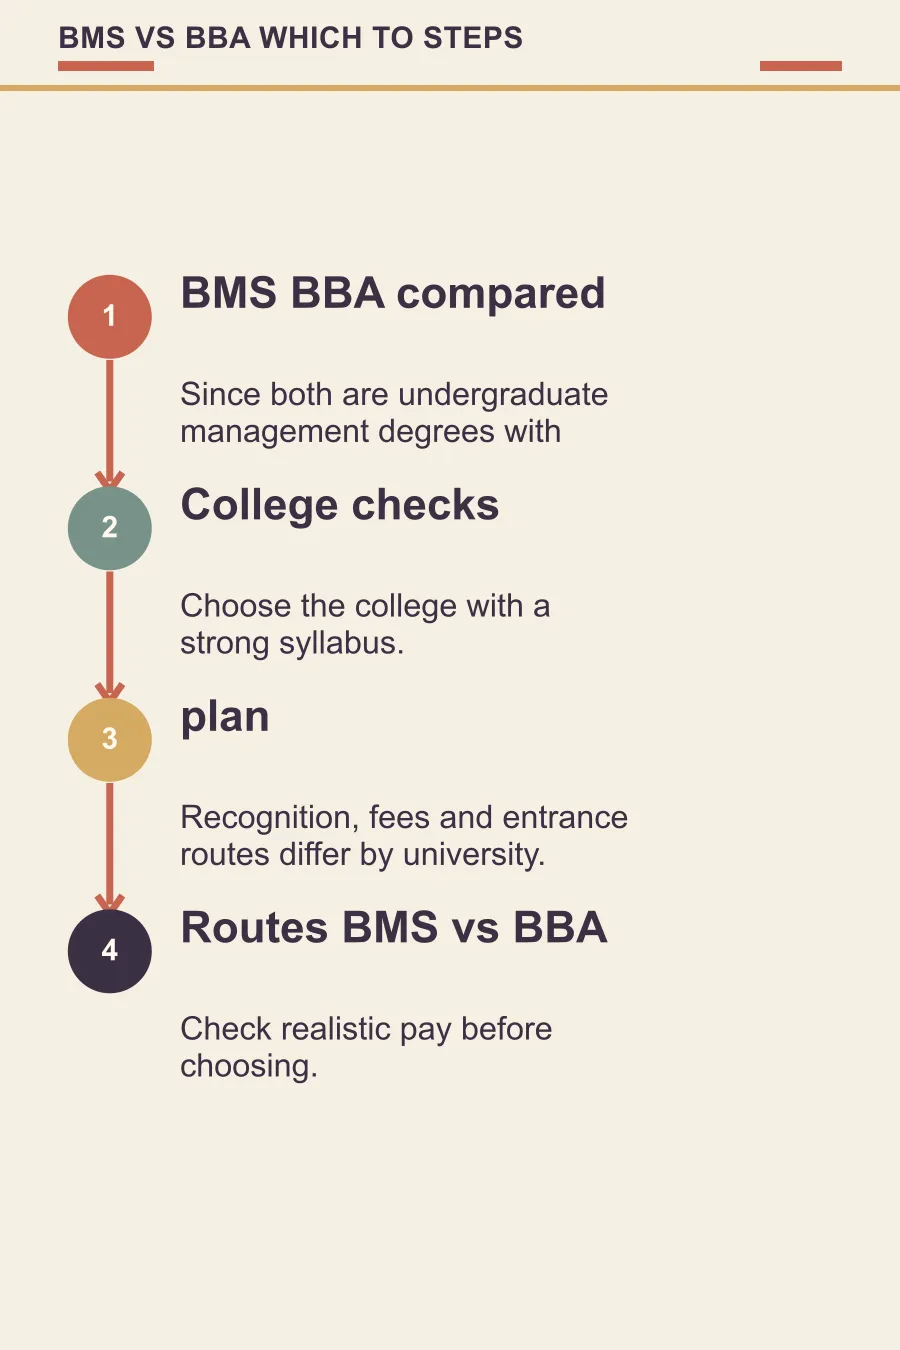 BMS VS BBA WHICH TO STEPS
1
BMS BBA compared
Since both are undergraduate
management degrees with
2
College checks
Choose the college with a
strong syllabus.
3
plan
Recognition, fees and entrance
routes differ by university.
4
Routes BMS vs BBA
Check realistic pay before
choosing.